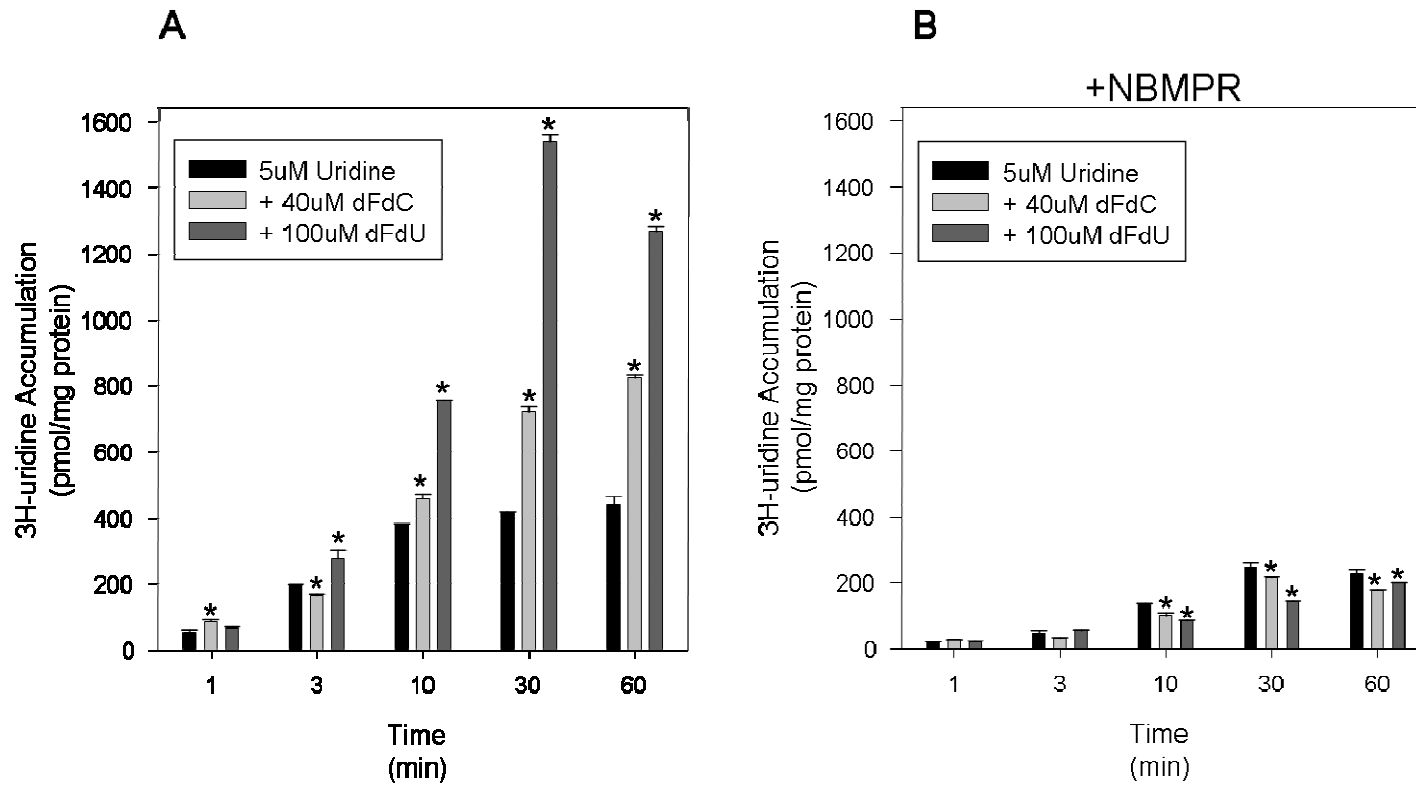 A
3H-uridine Accumulation
(pmol/mg protein)
1600
1400
1200
1000
800
600
400
200
0
5uM Uridine
+ 40uM dFdC
+ 100uM dFdU
* * * * * * * * *
1 3 10 30 60
Time
(min)
B
+NBMPR
3H-uridine Accumulation
(pmol/mg protein)
1600
1400
1200
1000
800
600
400
200
0
5uM Uridine
+ 40uM dFdC
+ 100uM dFdU
* * * * * *
1 3 10 30 60
Time
(min)